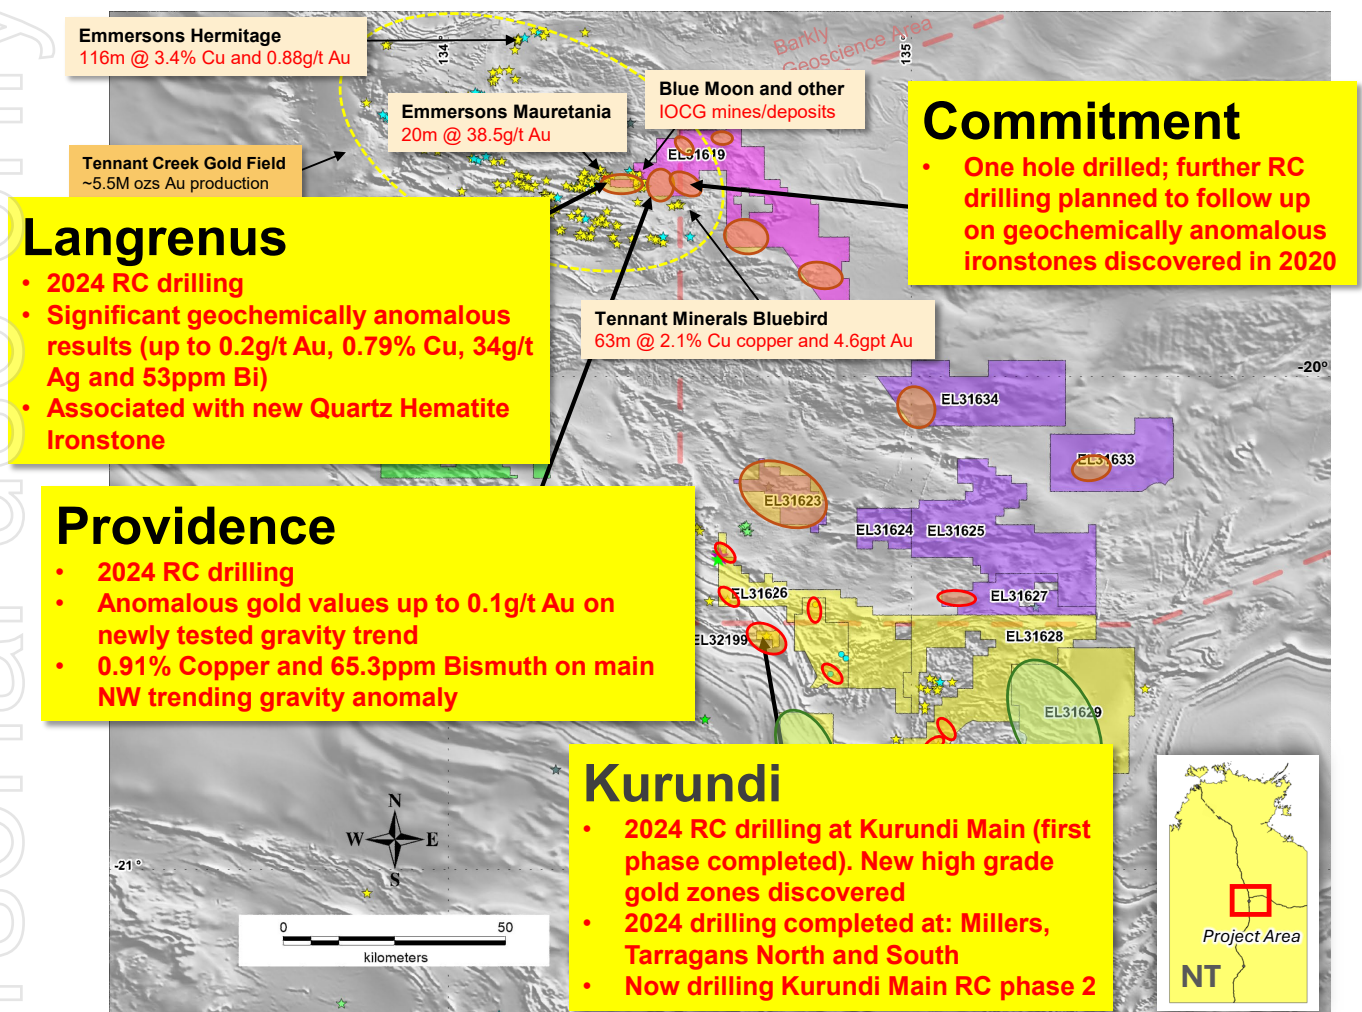 Emmersons Hermitage
116m @ 3.4% Cu and 0.88g/t Au
134°
Barkly
Geoscience Area
135°
Emmersons Mauretania
20m @ 38.5g/t Au
Blue Moon and other
IOCG mines/deposits
Tennant Creek Gold Field
~5.5M ozs Au production
EL31619
Commitment
• One hole drilled; further RC
drilling planned to follow up
on geochemically anomalous
ironstones discovered in 2020
Langrenus
• 2024 RC drilling
• Significant geochemically anomalous
results (up to 0.2g/t Au, 0.79% Cu, 34g/t
Ag and 53ppm Bi)
• Associated with new Quartz Hematite
Ironstone
Tennant Minerals Bluebird
63m @ 2.1% Cu copper and 4.6gpt Au
-20°
EL31634
EL31633
EL31623
EL31624
EL31625
EL31626
EL31627
EL31628
EL32199
EL31629
Providence
• 2024 RC drilling
• Anomalous gold values up to 0.1g/t Au on
newly tested gravity trend
• 0.91% Copper and 65.3ppm Bismuth on main
NW trending gravity anomaly
Kurundi
• 2024 RC drilling at Kurundi Main (first
phase completed). New high grade
gold zones discovered
• 2024 drilling completed at: Millers,
Tarragans North and South
• Now drilling Kurundi Main RC phase 2
N
W E
S
-21°
0 50
kilometers
Project Area
NT